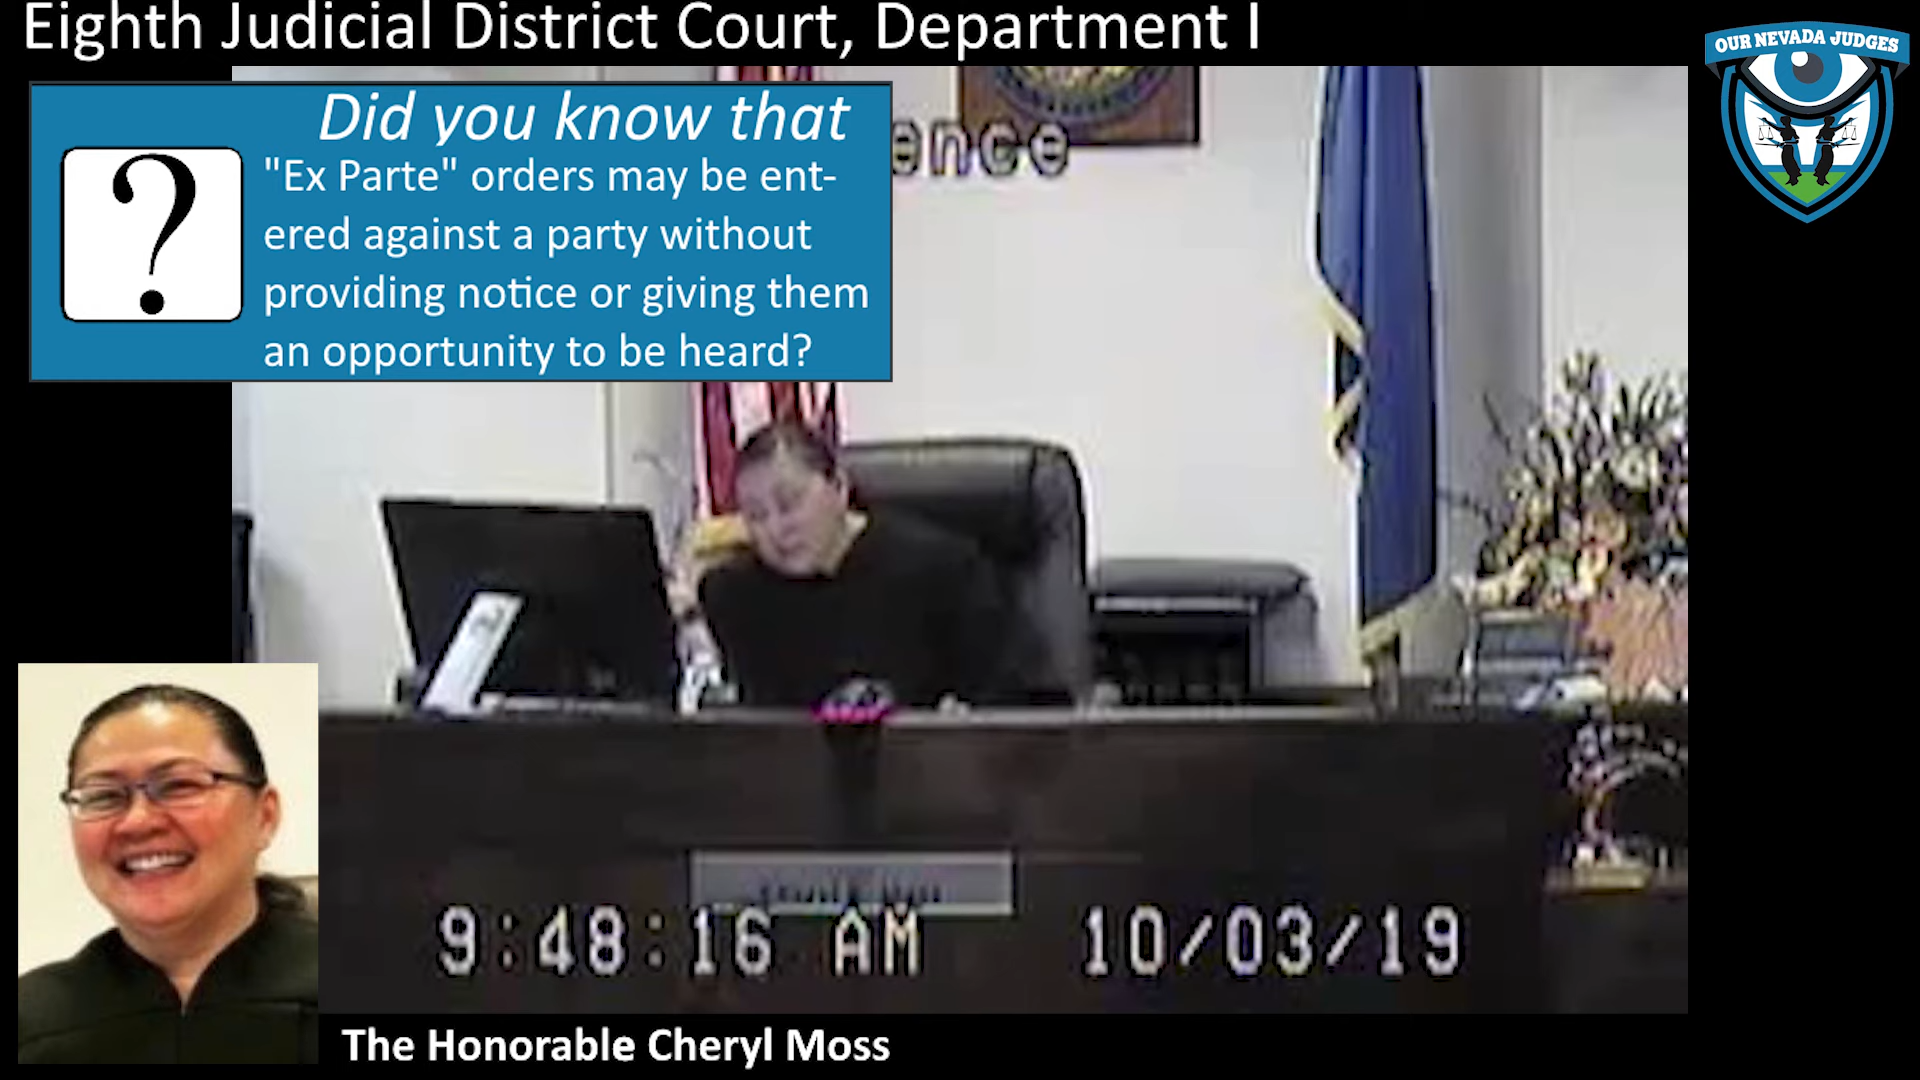 Eighth Judicial District Court, Department I
OUR NEVADA JUDGES
Did you know that
?
"Ex Parte" orders may be ent-
ered against a party without
providing notice or giving them
an opportunity to be heard?
ence
9:48:16 AM 10/03/19
The Honorable Cheryl Moss